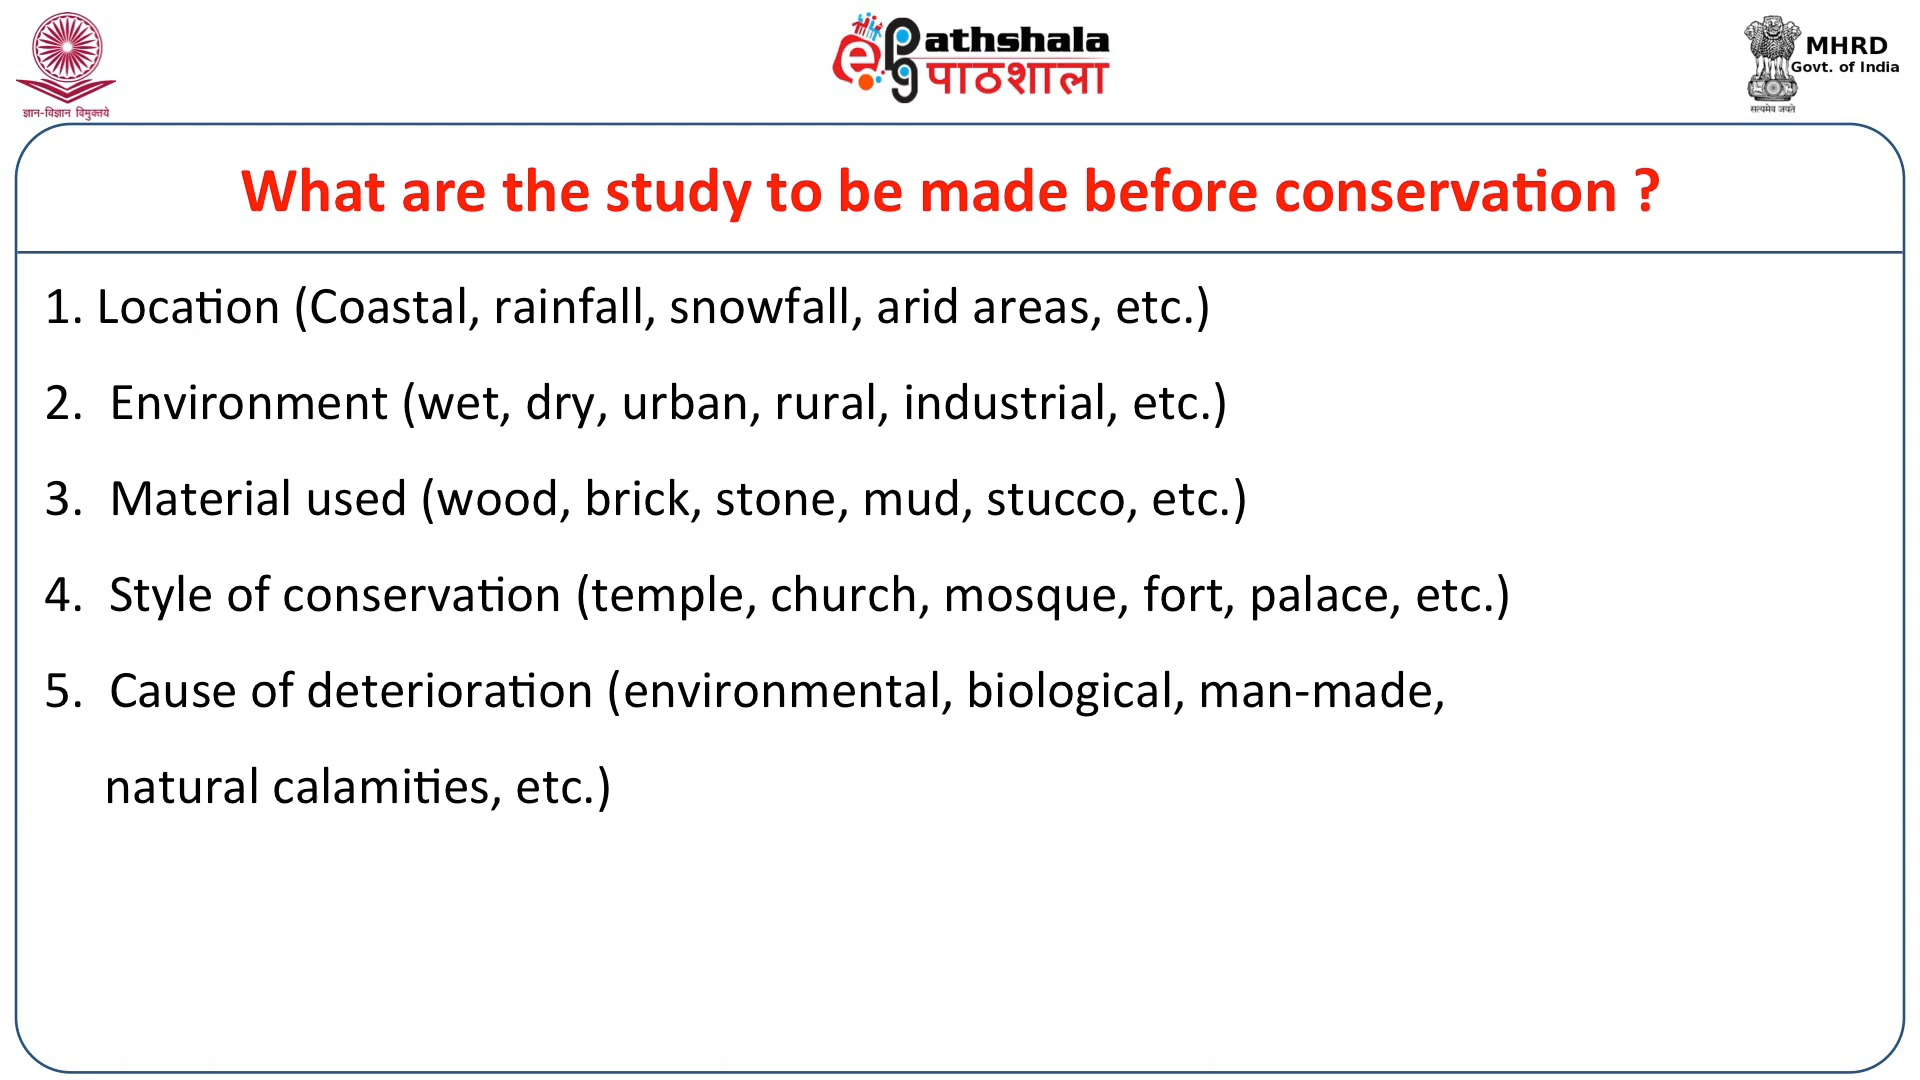 ज्ञान-विज्ञान विमुक्तये
ePathshala
पाठशाला
MHRD
Govt. of India
सत्यमेव जयते
What are the study to be made before conservation ?
1. Location (Coastal, rainfall, snowfall, arid areas, etc.)
2. Environment (wet, dry, urban, rural, industrial, etc.)
3. Material used (wood, brick, stone, mud, stucco, etc.)
4. Style of conservation (temple, church, mosque, fort, palace, etc.)
5. Cause of deterioration (environmental, biological, man-made,
natural calamities, etc.)